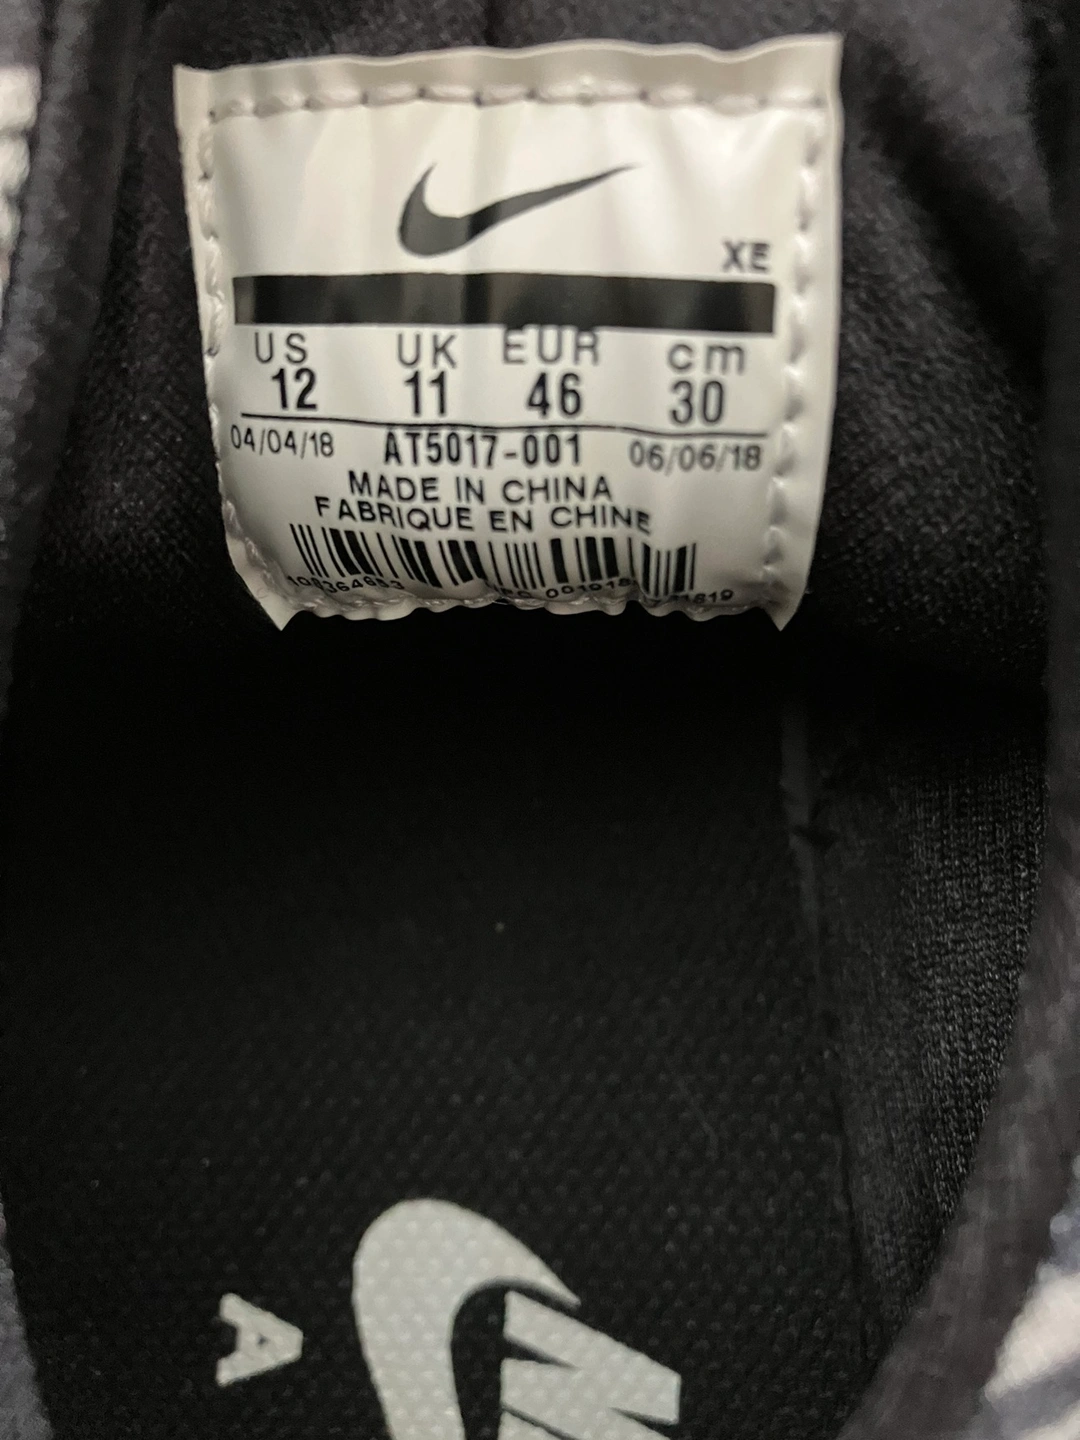 XE
US UK EUR cm
12 11 46 30
04/04/18 AT5017-001 06/06/18
MADE IN CHINA
FABRIQUE EN CHINE
A